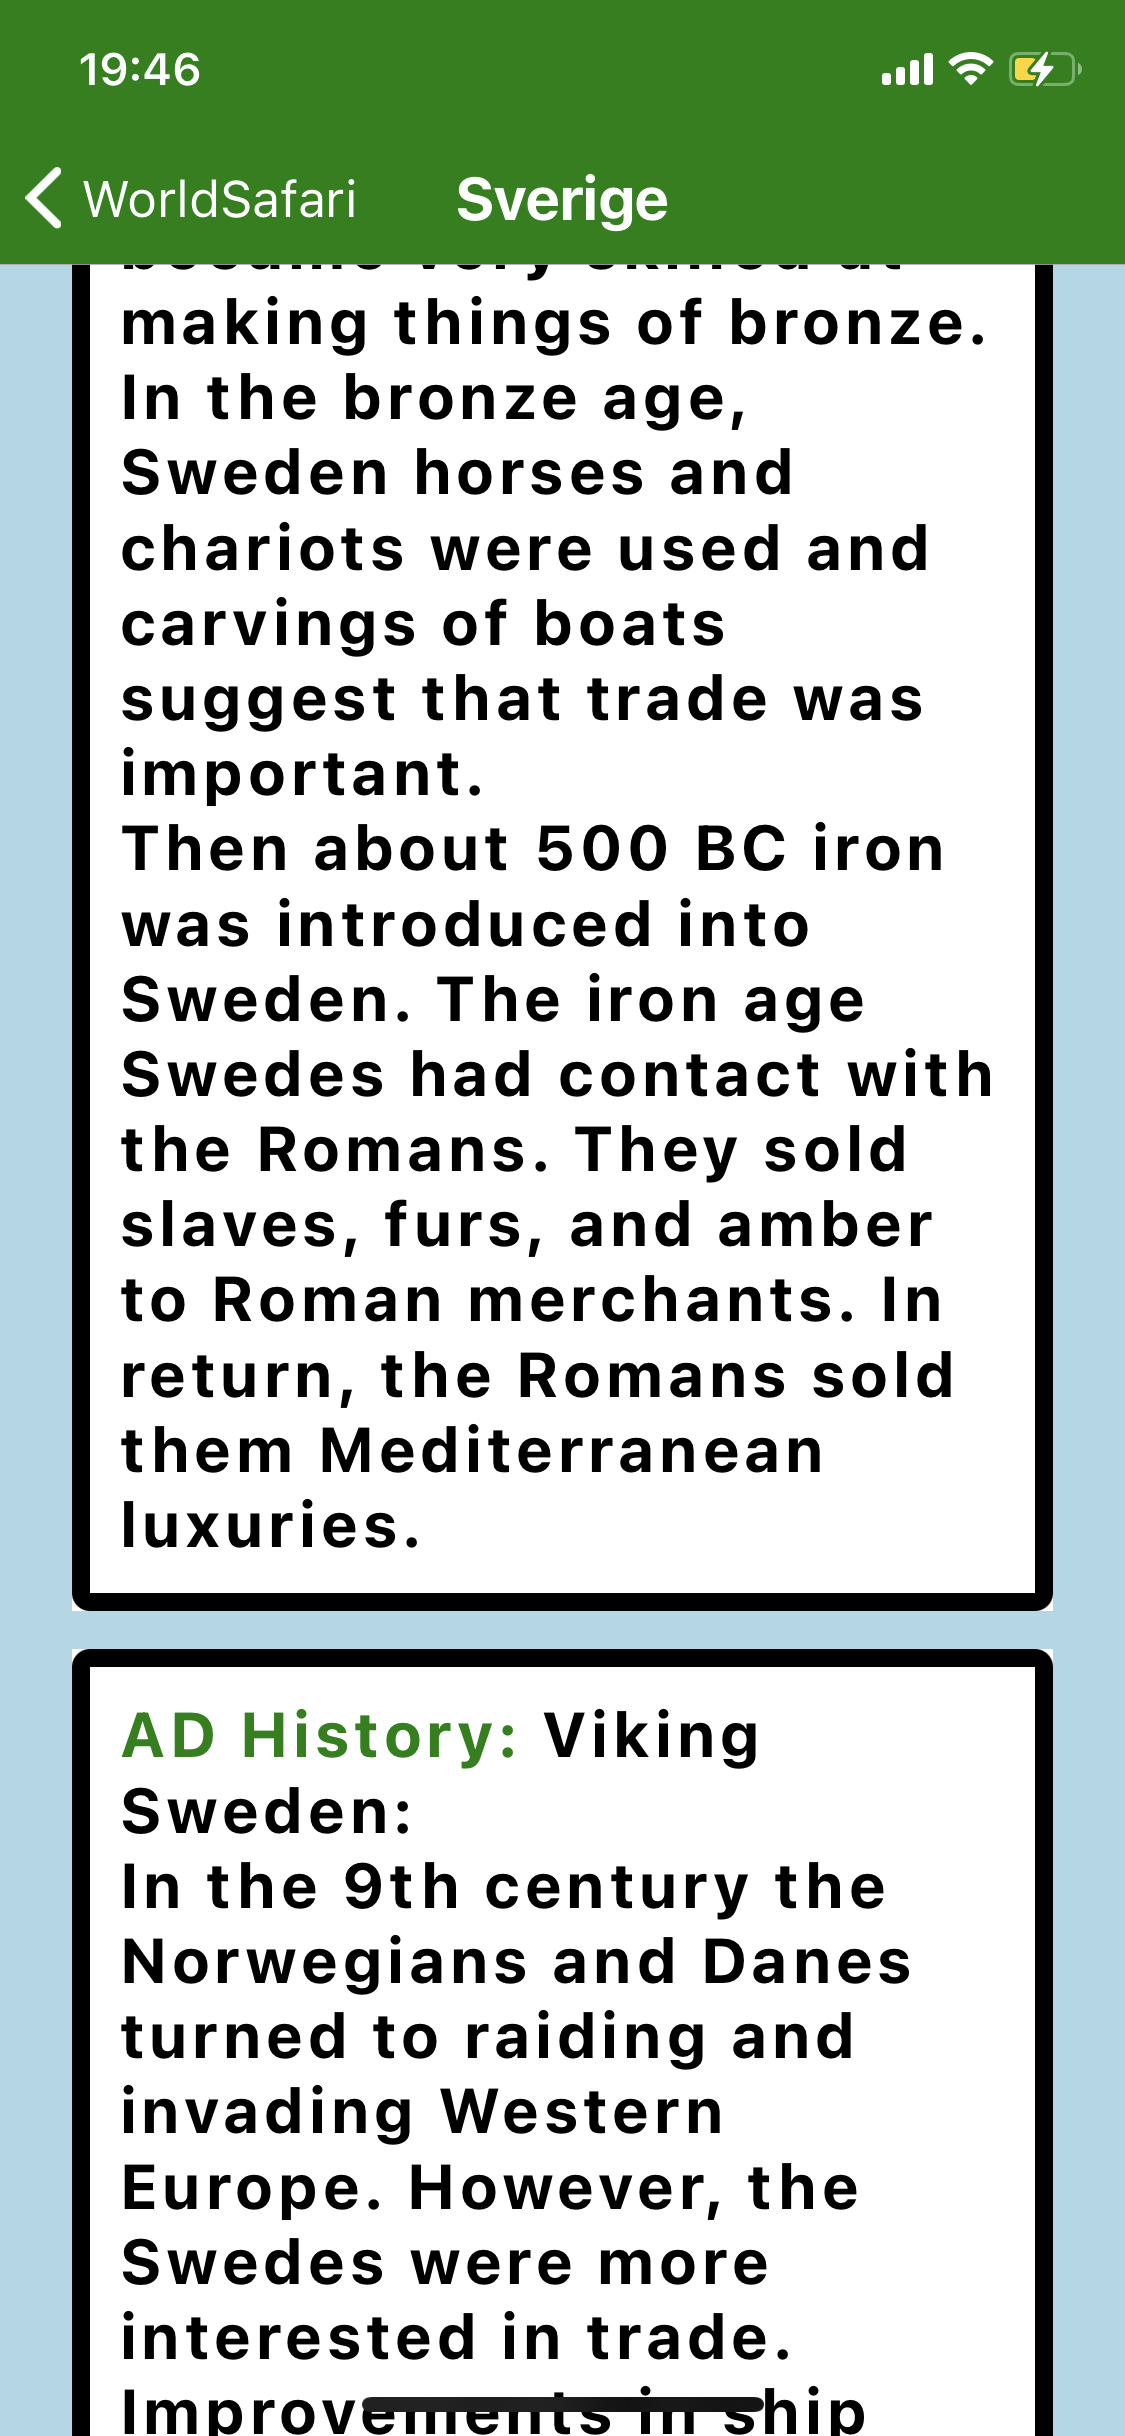 19:46
WorldSafari Sverige
became very skilled at
making things of bronze.
In the bronze age,
Sweden horses and
chariots were used and
carvings of boats
suggest that trade was
important.
Then about 500 BC iron
was introduced into
Sweden. The iron age
Swedes had contact with
the Romans. They sold
slaves, furs, and amber
to Roman merchants. In
return, the Romans sold
them Mediterranean
luxuries.
AD History: Viking
Sweden:
In the 9th century the
Norwegians and Danes
turned to raiding and
invading Western
Europe. However, the
Swedes were more
interested in trade.
Improvements in ship